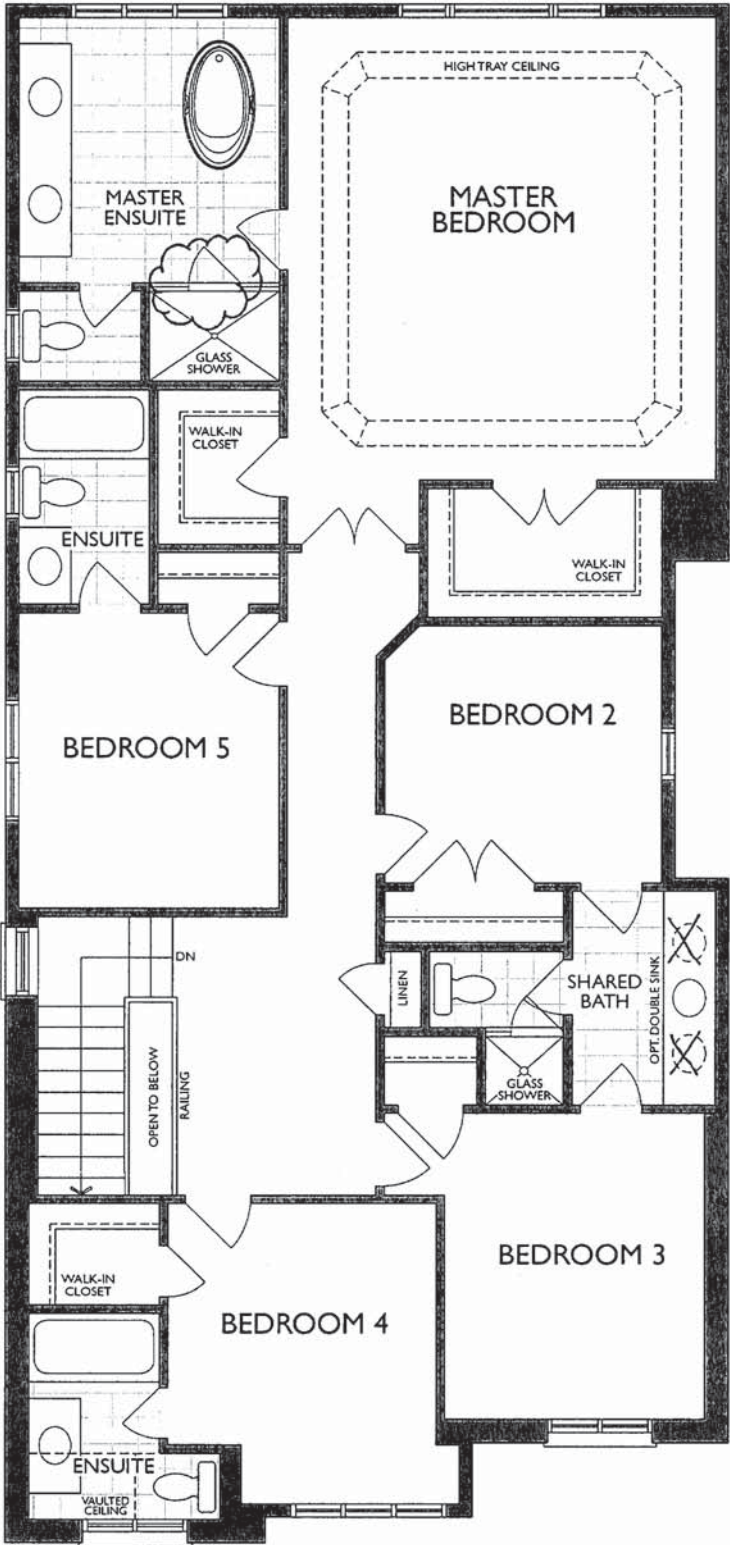 HIGH TRAY CEILING
MASTER
ENSUITE
MASTER
BEDROOM
GLASS
SHOWER
WALK-IN
CLOSET
ENSUITE
WALK-IN
CLOSET
BEDROOM 5
BEDROOM 2
DN
LINEN
SHARED
BATH
OPT. DOUBLE SINK
OPEN TO BELOW
RAILING
GLASS
SHOWER
BEDROOM 3
WALK-IN
CLOSET
BEDROOM 4
ENSUITE
VAULTED
CEILING